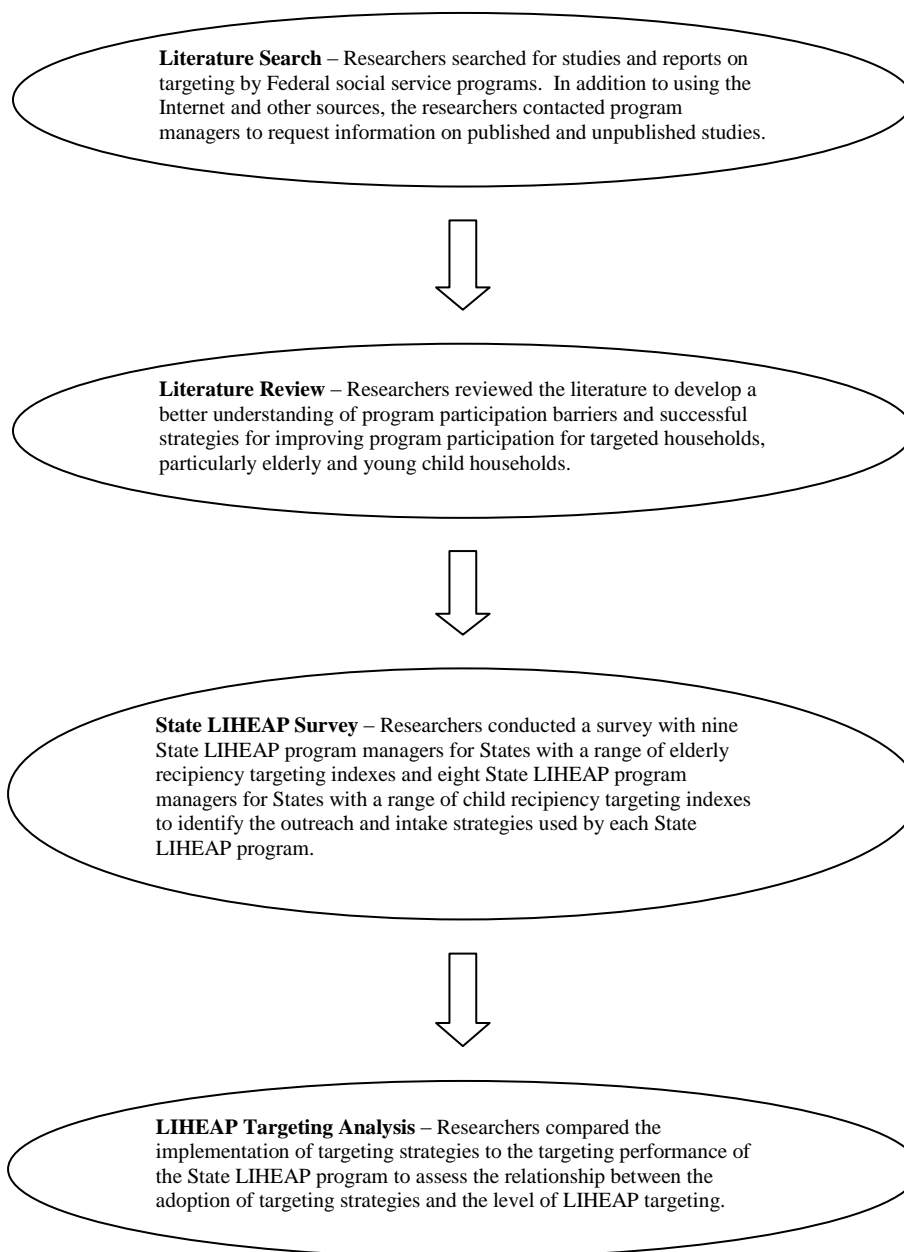 Literature Search – Researchers searched for studies and reports on
targeting by Federal social service programs.  In addition to using the
Internet and other sources, the researchers contacted program
managers to request information on published and unpublished studies.
Literature Review – Researchers reviewed the literature to develop a
better understanding of program participation barriers and successful
strategies for improving program participation for targeted households,
particularly elderly and young child households.
State LIHEAP Survey – Researchers conducted a survey with nine
State LIHEAP program managers for States with a range of elderly
recipiency targeting indexes and eight State LIHEAP program
managers for States with a range of child recipiency targeting indexes
to identify the outreach and intake strategies used by each State
LIHEAP program.
LIHEAP Targeting Analysis – Researchers compared the
implementation of targeting strategies to the targeting performance of
the State LIHEAP program to assess the relationship between the
adoption of targeting strategies and the level of LIHEAP targeting.